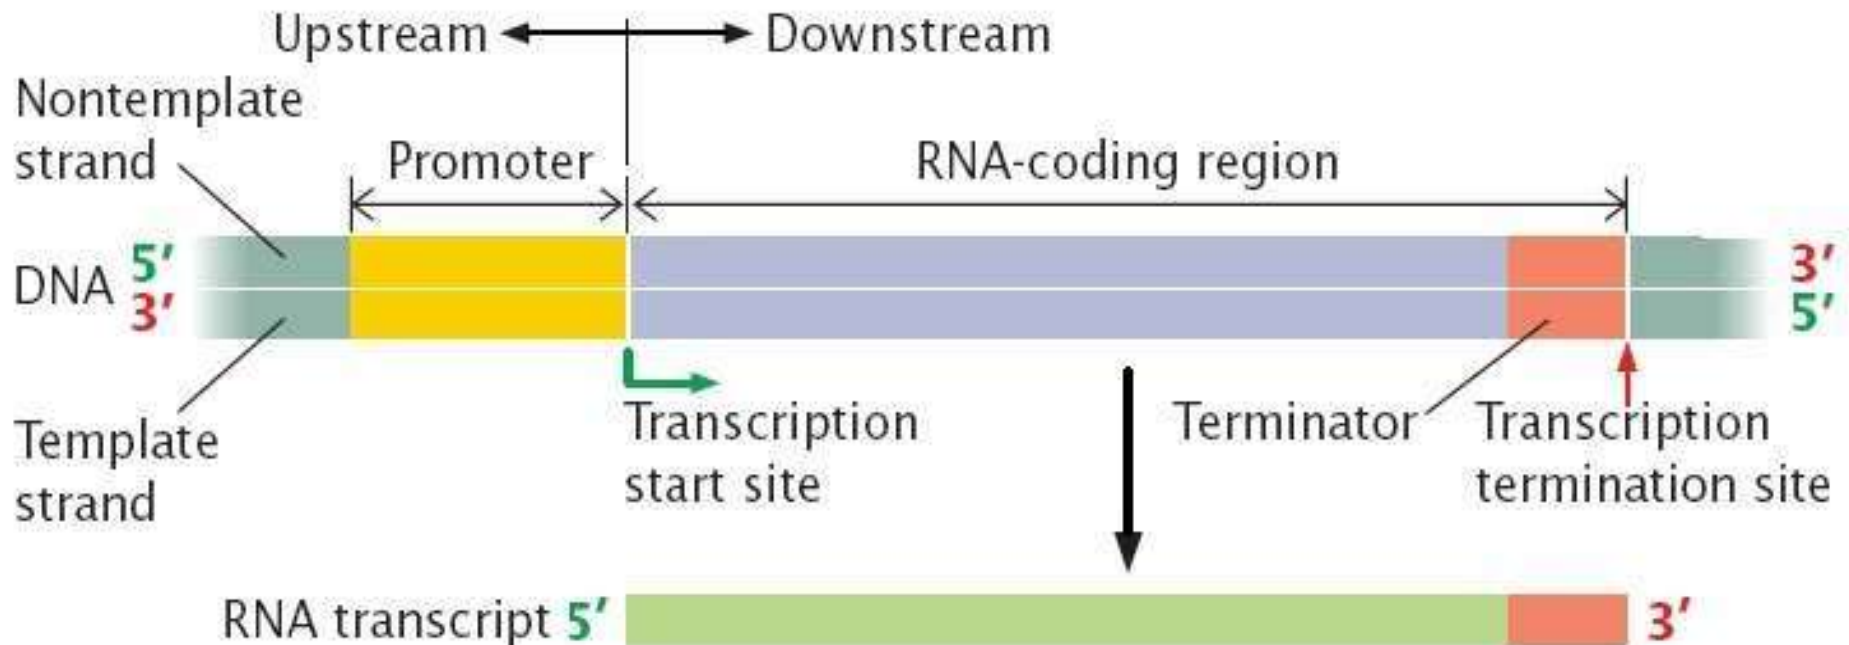 Upstream Downstream
Nontemplate
strand
Promoter RNA-coding region
DNA 5′ 3′
3′ 5′
Template
strand
Transcription
start site
Terminator
Transcription
termination site
RNA transcript 5′ 3′